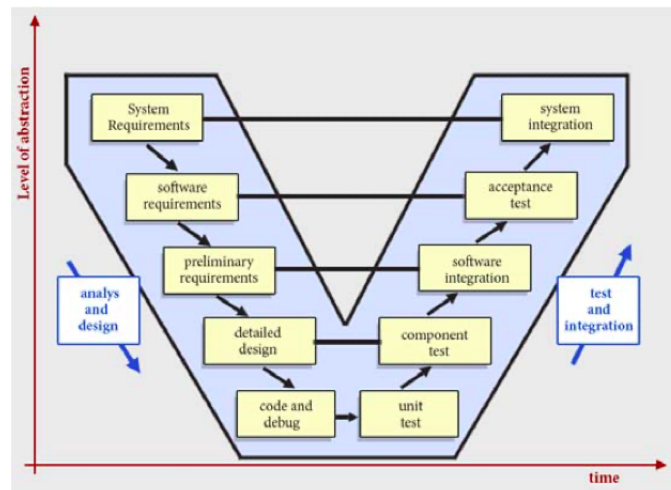 Level of abstraction
System
Requirements
system
integration
software
requirements
acceptance
test
preliminary
requirements
software
integration
analys
and
design
test
and
integration
detailed
design
component
test
code and
debug
unit
test
time